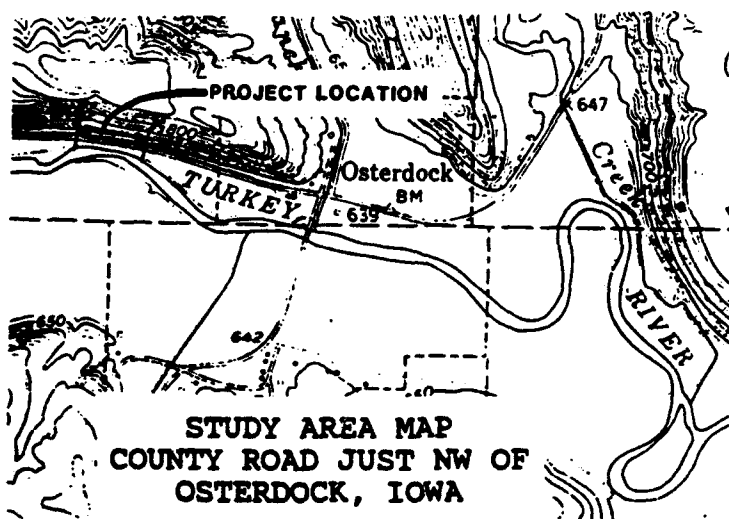 PROJECT LOCATION
800
647
Osterdock
BM
639
TURKEY
Creek
700
RIVER
650
642
STUDY AREA MAP
COUNTY ROAD JUST NW OF
OSTERDOCK, IOWA